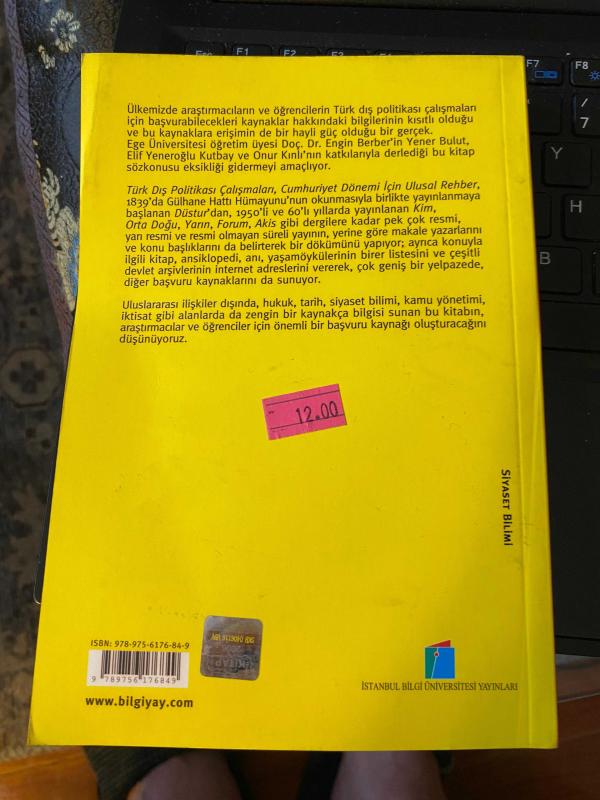 Ülkemizde araştırmacıların ve öğrencilerin Türk dış politikası çalışmaları
için başvurabilecekleri kaynaklar hakkındaki bilgilerinin kısıtlı olduğu
ve bu kaynaklara erişimin de bir hayli güç olduğu bir gerçek.
Ege Üniversitesi öğretim üyesi Doç. Dr. Engin Berber'in Yener Bulut,
Elif Yeneroğlu Kutbay ve Onur Kınlı'nın katkılarıyla derlediği bu kitap
sözkonusu eksikliği gidermeyi amaçlıyor.
Türk Dış Politikası Çalışmaları, Cumhuriyet Dönemi İçin Ulusal Rehber,
1839'da Gülhane Hattı Hümayunu'nun okunmasıyla birlikte yayınlanmaya
başlanan Düstur'dan, 1950'li ve 60'lı yıllarda yayınlanan Kim,
Orta Doğu, Yarın, Forum, Akis gibi dergilere kadar pek çok resmi,
yarı resmi ve resmi olmayan süreli yayının, yerine göre makale yazarlarını
ve konu başlıklarını da belirterek bir dökümünü yapıyor; ayrıca konuyla
ilgili kitap, ansiklopedi, anı, yaşamöykülerinin birer listesini ve çeşitli
devlet arşivlerinin internet adreslerini vererek, çok geniş bir yelpazede,
diğer başvuru kaynaklarını da sunuyor.
Uluslararası ilişkiler dışında, hukuk, tarih, siyaset bilimi, kamu yönetimi,
iktisat gibi alanlarda da zengin bir kaynakça bilgisi sunan bu kitabın,
araştırmacılar ve öğrenciler için önemli bir başvuru kaynağı oluşturacağını
düşünüyoruz.
12.00
SİYASET BİLİMİ
ISBN: 978-975-6176-84-9
9 789756 176849
www.bilgiyay.com
KİTAP
2006
İSTANBUL BİLGİ ÜNİVERSİTESİ YAYINLARI
Esc
F1
F2
F7
F8
/
7
Y
H
B